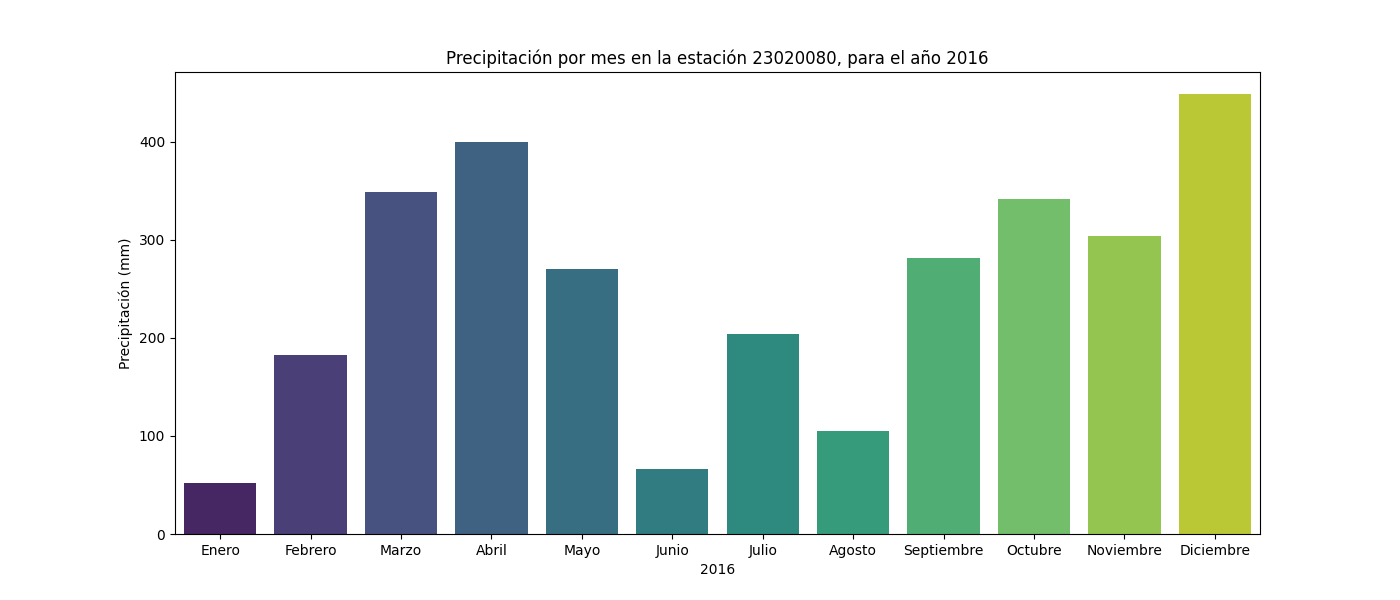 Precipitación por mes en la estación 23020080, para el año 2016
Precipitación (mm)
400
300
200
100
0
Enero Febrero Marzo Abril Mayo Junio Julio Agosto Septiembre Octubre Noviembre Diciembre
2016